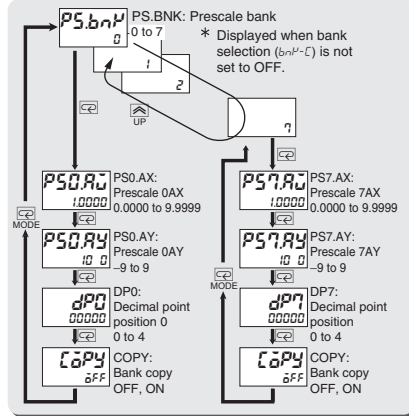 PS.bnK PS.BNK: Prescale bank
0
0 to 7
* Displayed when bank
selection (bnK-C) is not
set to OFF.
1
2
UP
7
PS0.AX PS0.AX:
Prescale 0AX
1.0000 0.0000 to 9.9999
PS0.AY PS0.AY:
Prescale 0AY
10 0 −9 to 9
dP0 DP0:
Decimal point
position 0
00000 0 to 4
CoPY COPY:
Bank copy
oFF OFF, ON
MODE
PS7.AX PS7.AX:
Prescale 7AX
1.0000 0.0000 to 9.9999
PS7.AY PS7.AY:
Prescale 7AY
10 0 −9 to 9
dP7 DP7:
Decimal point
position
00000 0 to 4
CoPY COPY:
Bank copy
oFF OFF, ON
MODE